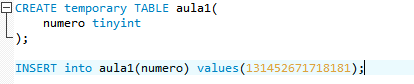 CREATE temporary TABLE aula1(
numero tinyint
);
INSERT into aula1(numero) values(131452671718181);